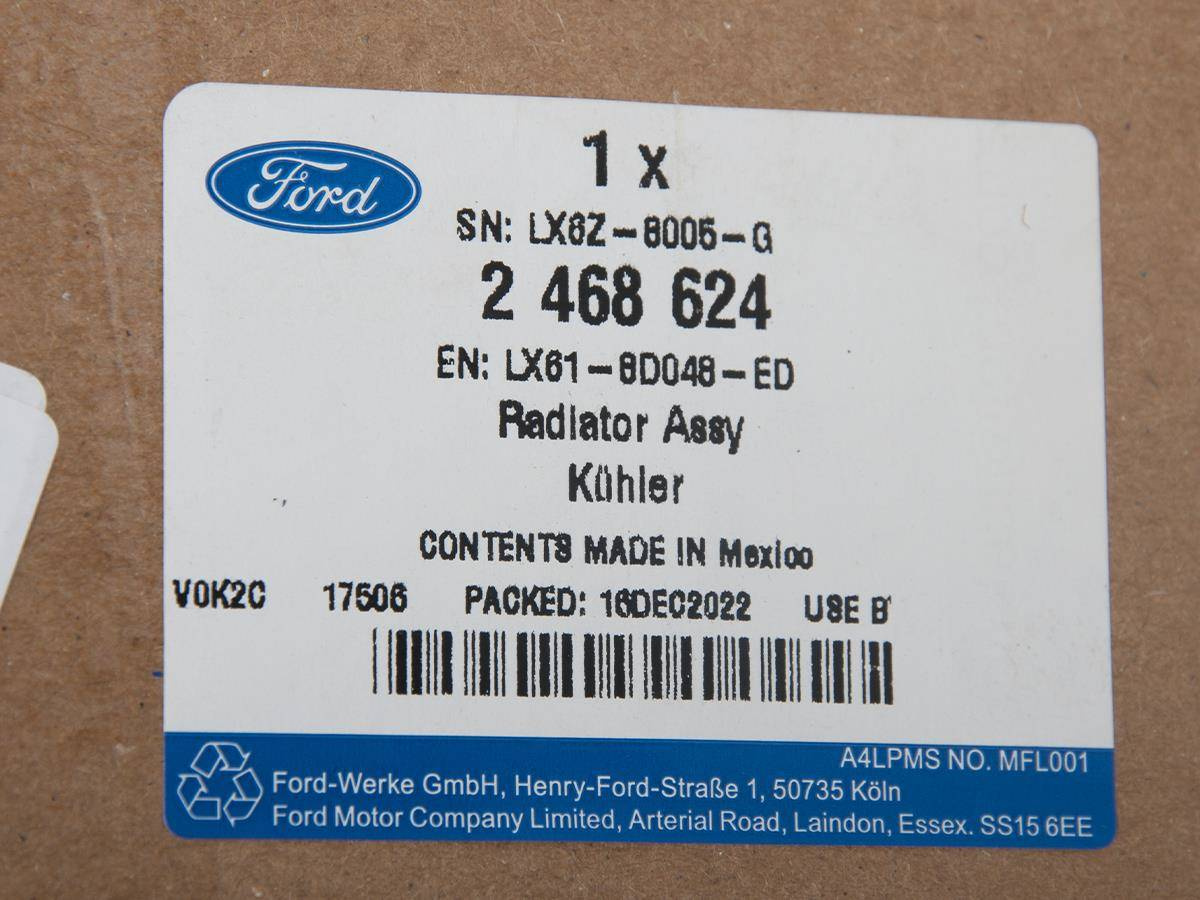 Ford
1 x
SN: LX6Z-8005-G
2 468 624
EN: LX61-8D048-ED
Radiator Assy
Kühler
CONTENTS MADE IN Mexico
V0K2C 17506 PACKED: 16DEC2022 USE B
A4LPMS NO. MFL001
Ford-Werke GmbH, Henry-Ford-Straße 1, 50735 Köln
Ford Motor Company Limited, Arterial Road, Laindon, Essex. SS15 6EE